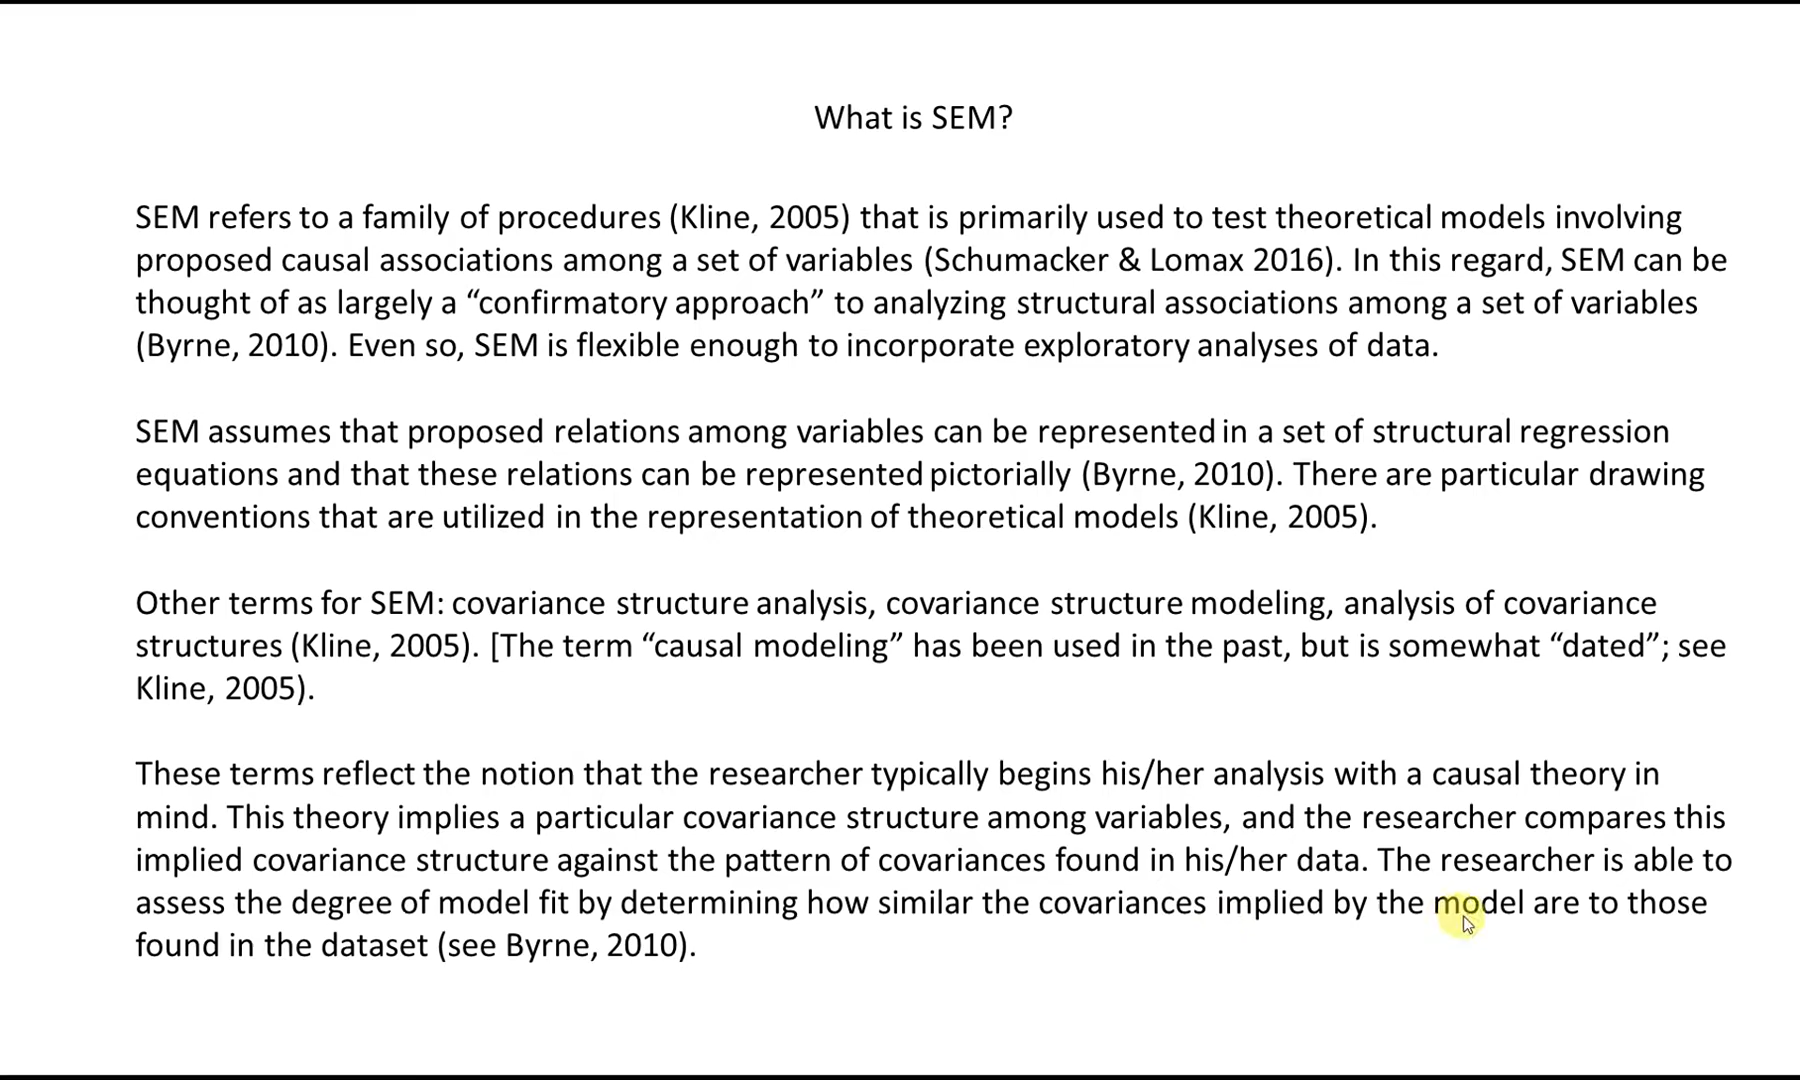 What is SEM?
SEM refers to a family of procedures (Kline, 2005) that is primarily used to test theoretical models involving
proposed causal associations among a set of variables (Schumacker & Lomax 2016). In this regard, SEM can be
thought of as largely a “confirmatory approach” to analyzing structural associations among a set of variables
(Byrne, 2010). Even so, SEM is flexible enough to incorporate exploratory analyses of data.
SEM assumes that proposed relations among variables can be represented in a set of structural regression
equations and that these relations can be represented pictorially (Byrne, 2010). There are particular drawing
conventions that are utilized in the representation of theoretical models (Kline, 2005).
Other terms for SEM: covariance structure analysis, covariance structure modeling, analysis of covariance
structures (Kline, 2005). [The term “causal modeling” has been used in the past, but is somewhat “dated”; see
Kline, 2005).
These terms reflect the notion that the researcher typically begins his/her analysis with a causal theory in
mind. This theory implies a particular covariance structure among variables, and the researcher compares this
implied covariance structure against the pattern of covariances found in his/her data. The researcher is able to
assess the degree of model fit by determining how similar the covariances implied by the model are to those
found in the dataset (see Byrne, 2010).